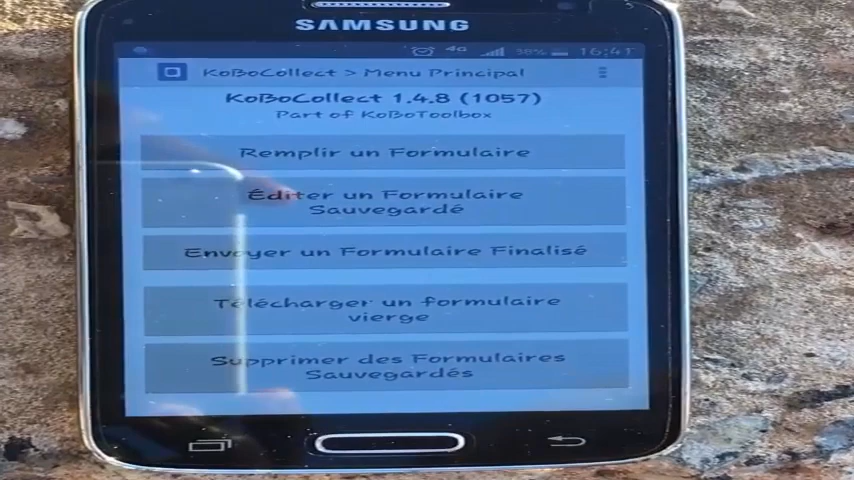 SAMSUNG
4G 38% 16:41
KoBoCollect > Menu Principal
KoBoCollect 1.4.8 (1057)
Part of KoBoToolbox
Remplir un Formulaire
Éditer un Formulaire
Sauvegardé
Envoyer un Formulaire Finalisé
Télécharger un formulaire
vierge
Supprimer des Formulaires
Sauvegardés